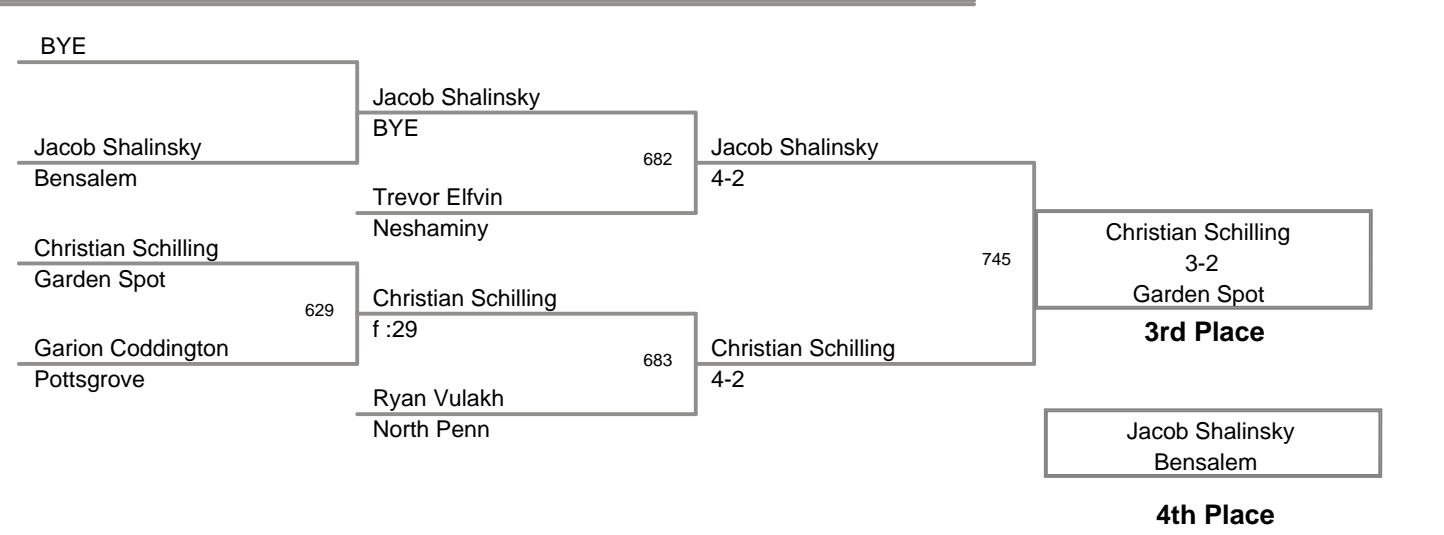 BYE
Jacob Shalinsky
Bensalem
Christian Schilling
Garden Spot
629
Garion Coddington
Pottsgrove
Jacob Shalinsky
BYE
682
Trevor Elfvin
Neshaminy
Christian Schilling
f :29
683
Ryan Vulakh
North Penn
Jacob Shalinsky
4-2
745
Christian Schilling
4-2
Christian Schilling
3-2
Garden Spot
3rd Place
Jacob Shalinsky
Bensalem
4th Place